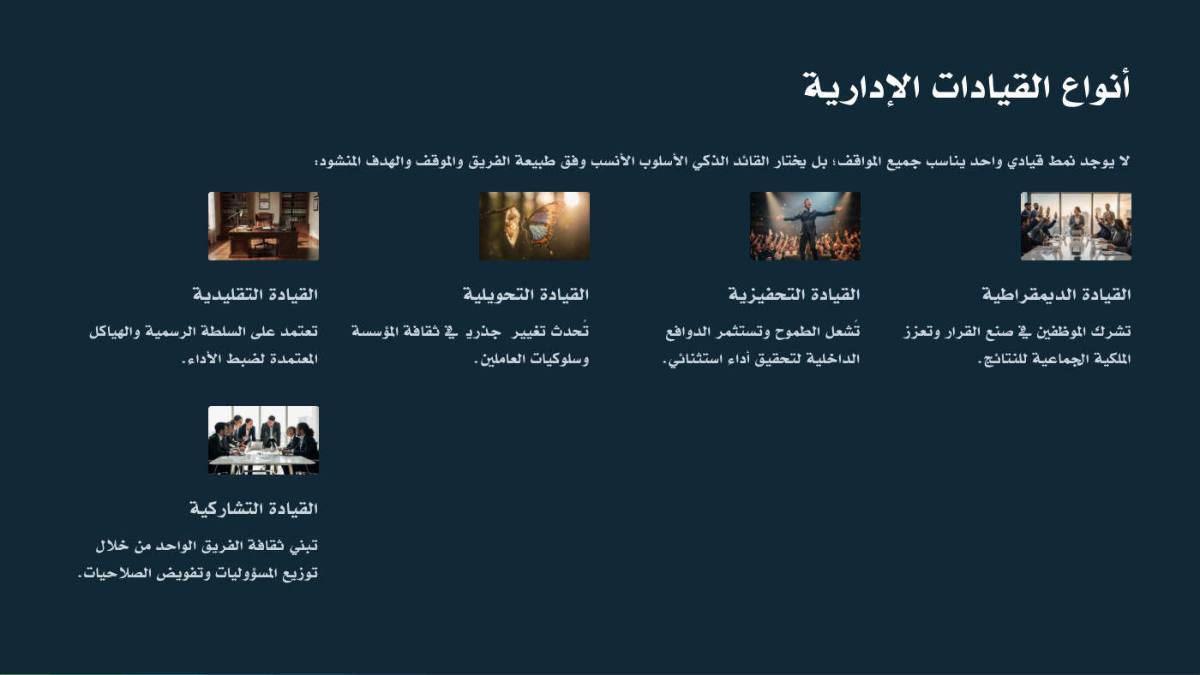 أنواع القيادات الإدارية
لا يوجد نمط قيادي واحد يناسب جميع المواقف؛ بل يختار القائد الذكي الأسلوب الأنسب وفق طبيعة الفريق والموقف والهدف المنشود:
القيادة الديمقراطية
تشرك الموظفين في صنع القرار وتعزز
الملكية الجماعية للنتائج.
القيادة التحفيزية
تُشعل الطموح وتستثمر الدوافع
الداخلية لتحقيق أداء استثنائي.
القيادة التحويلية
تُحدث تغيير جذري في ثقافة المؤسسة
وسلوكيات العاملين.
القيادة التقليدية
تعتمد على السلطة الرسمية والهياكل
المعتمدة لضبط الأداء.
القيادة التشاركية
تبني ثقافة الفريق الواحد من خلال
توزيع المسؤوليات وتفويض الصلاحيات.